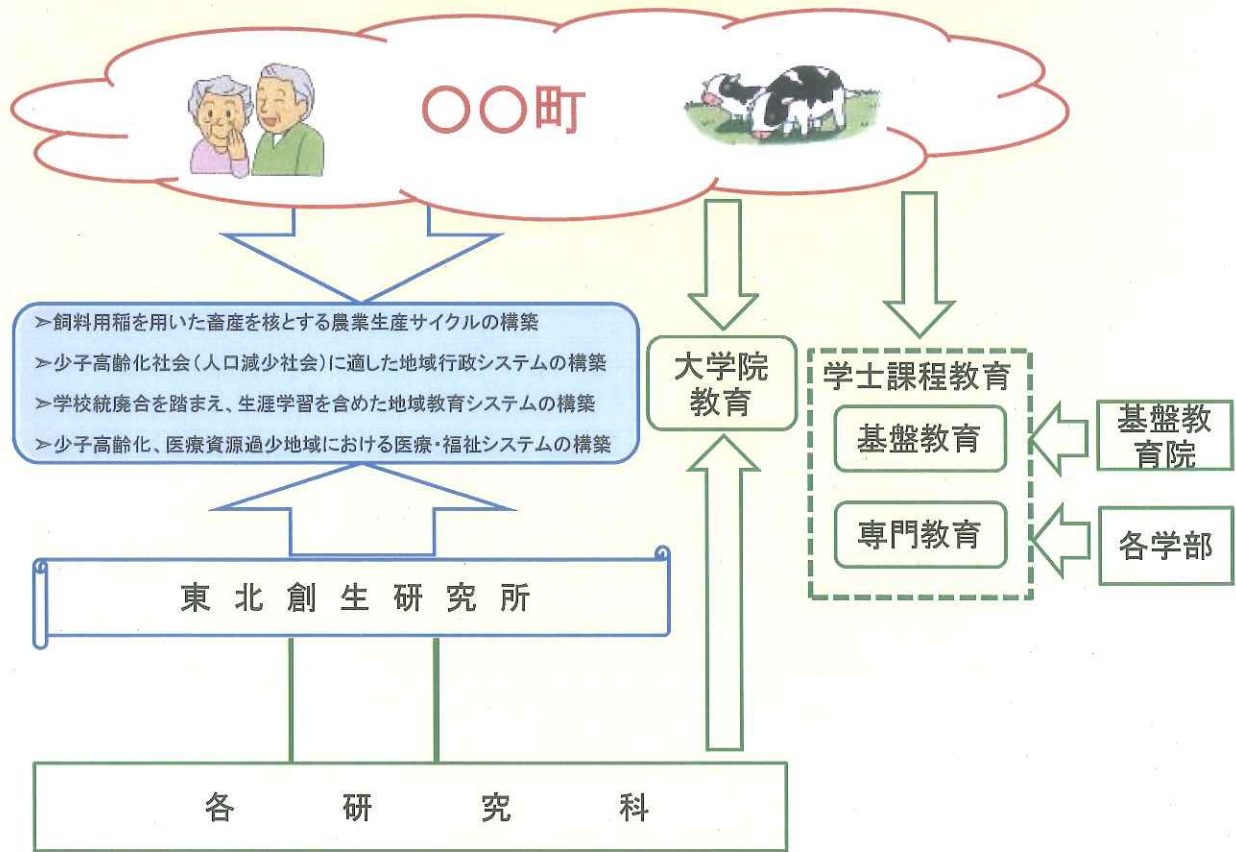 〇〇町
➢飼料用稲を用いた畜産を核とする農業生産サイクルの構築
➢少子高齢化社会(人口減少社会)に適した地域行政システムの構築
➢学校統廃合を踏まえ、生涯学習を含めた地域教育システムの構築
➢少子高齢化、医療資源過少地域における医療・福祉システムの構築
大学院
教育
学士課程教育
基盤教育
専門教育
基盤教
育院
各学部
東北創生研究所
各研究科